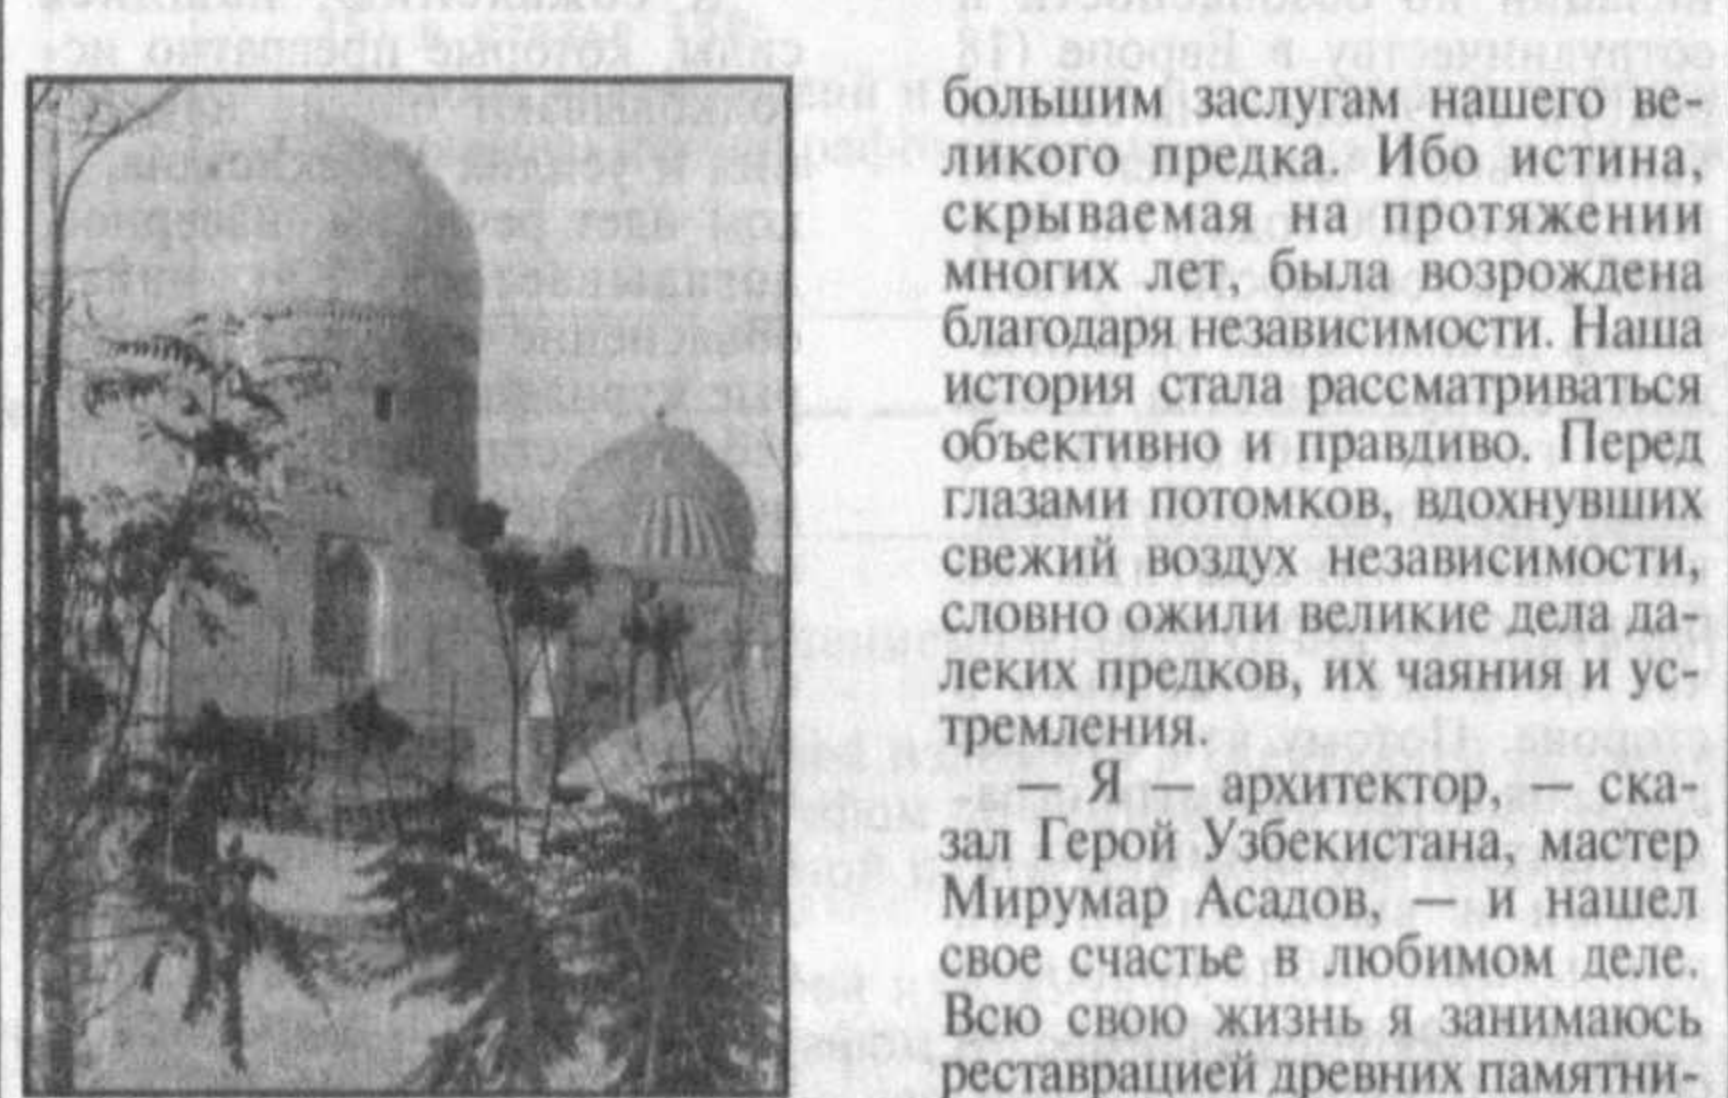 большим заслугам нашего ве-
ликого предка. Ибо истина,
скрываемая на протяжении
многих лет, была возрождена
благодаря независимости. Наша
история стала рассматриваться
объективно и правдиво. Перед
глазами потомков, вдохнувших
свежий воздух независимости,
словно ожили великие дела да-
леких предков, их чаяния и ус-
тремления.
— Я — архитектор, — ска-
зал Герой Узбекистана, мастер
Мирумар Асадов, — и нашел
свое счастье в любимом деле.
Всю свою жизнь я занимаюсь
реставрацией древних памятни-